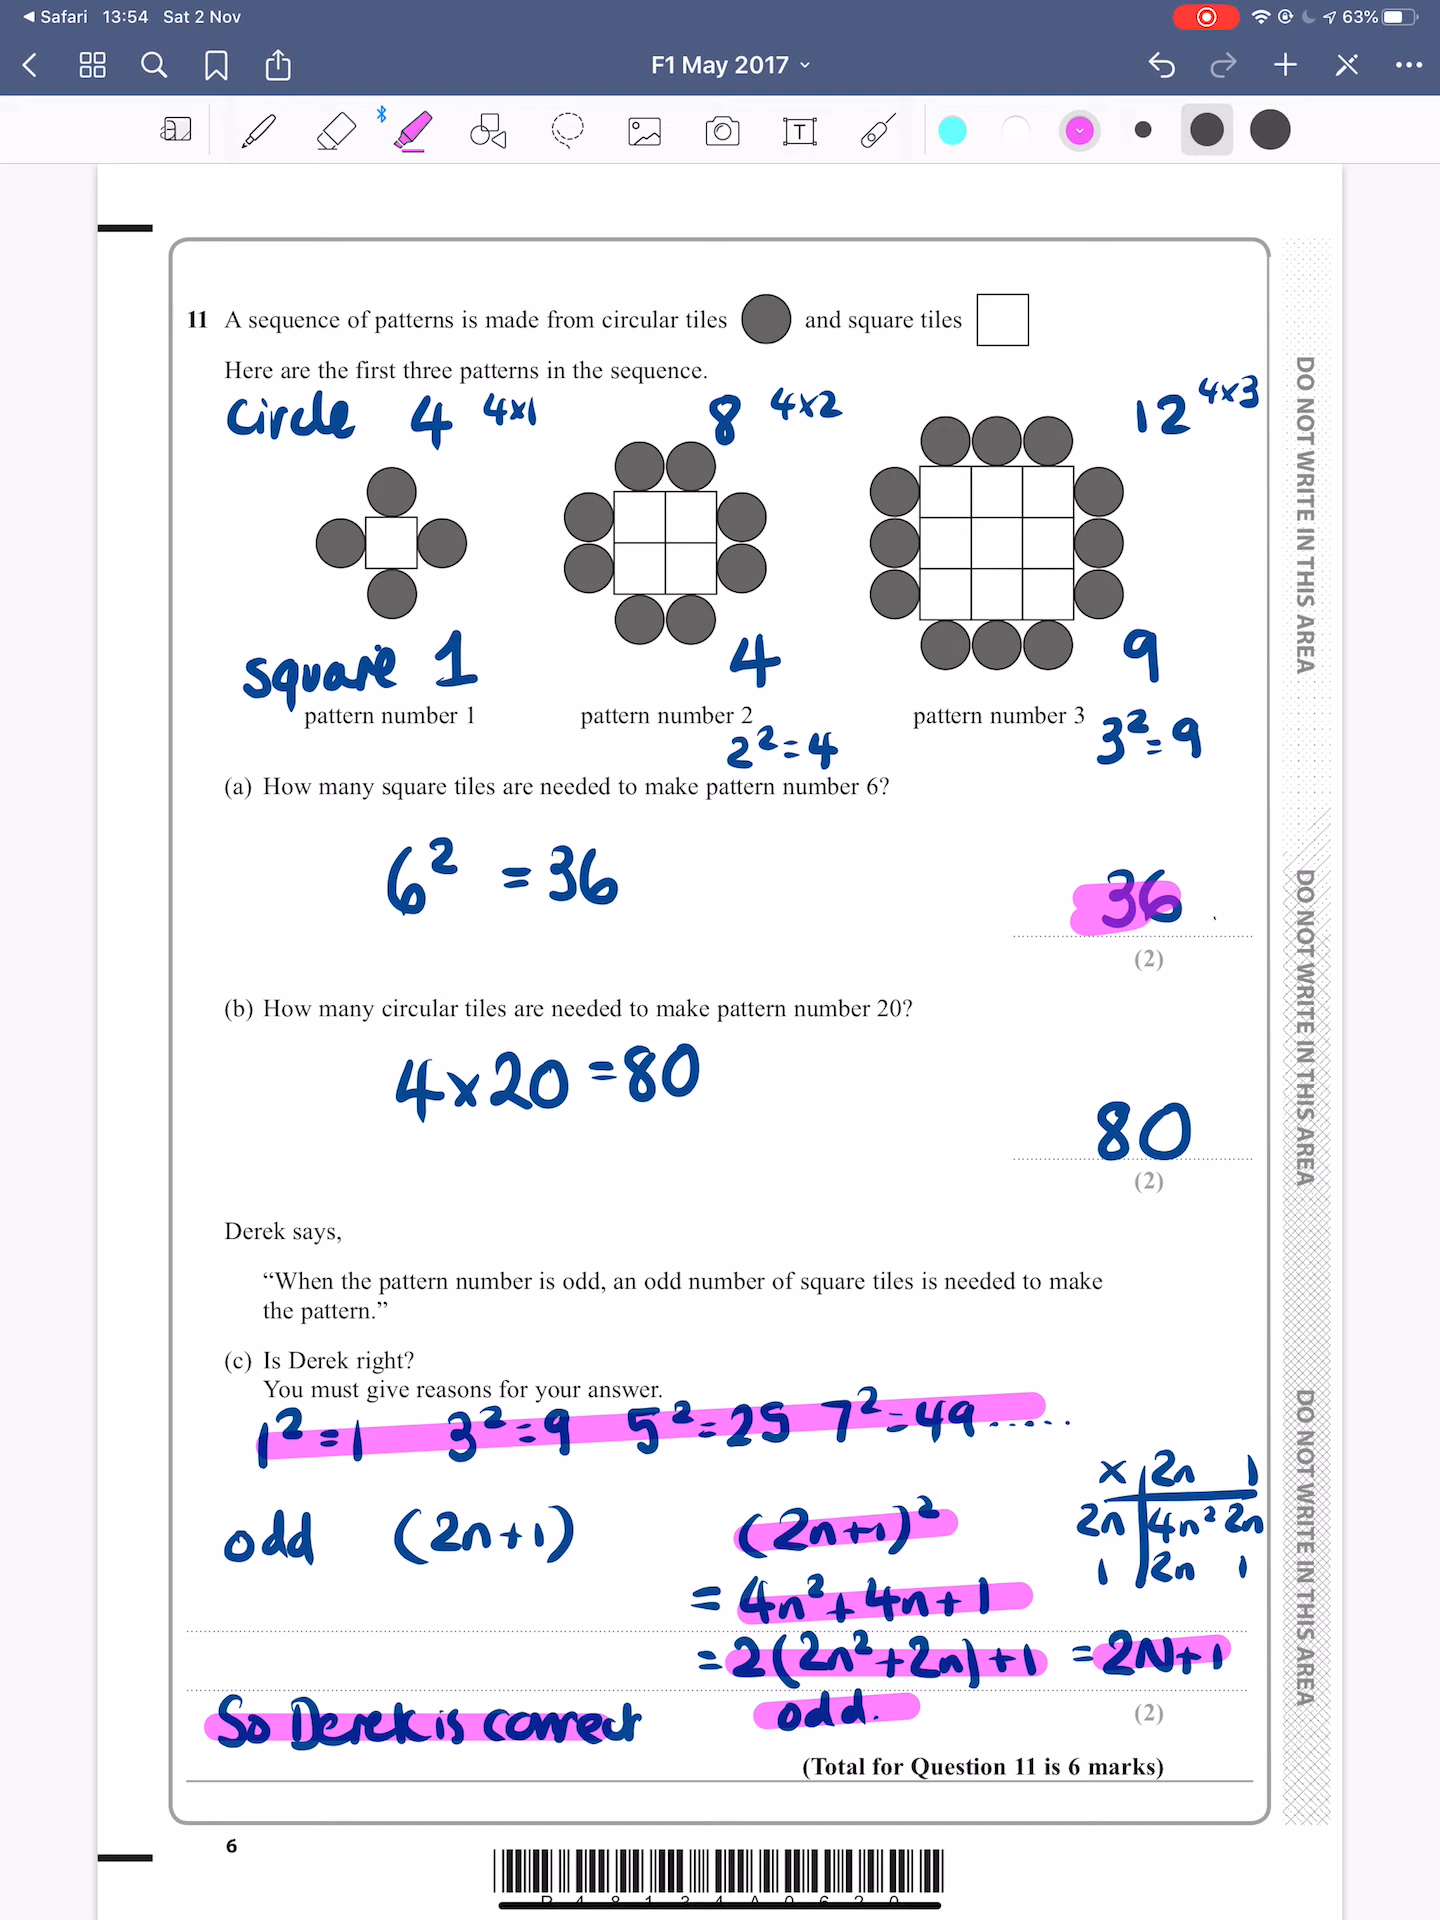 Safari 13:54 Sat 2 Nov 63%
F1 May 2017
11 A sequence of patterns is made from circular tiles and square tiles
Here are the first three patterns in the sequence.
Circle 4 4x1 8 4x2 12 4x3
square 1 4 9
pattern number 1 pattern number 2 pattern number 3
2² = 4 3² = 9
(a) How many square tiles are needed to make pattern number 6?
6² = 36
36
(2)
(b) How many circular tiles are needed to make pattern number 20?
4x20 = 80
80
(2)
Derek says,
“When the pattern number is odd, an odd number of square tiles is needed to make
the pattern.”
(c) Is Derek right?
You must give reasons for your answer.
1² = 1 3² = 9 5² = 25 7² = 49 ......
x 2n 1
2n 4n² 2n
1 2n 1
odd (2n+1) (2n+1)²
= 4n² + 4n + 1
= 2(2n² + 2n) + 1 = 2N+1
So Derek is correct odd.
(2)
(Total for Question 11 is 6 marks)
6
P 4 8 1 3 4 A 0 6 2 0
DO NOT WRITE IN THIS AREA
DO NOT WRITE IN THIS AREA
DO NOT WRITE IN THIS AREA